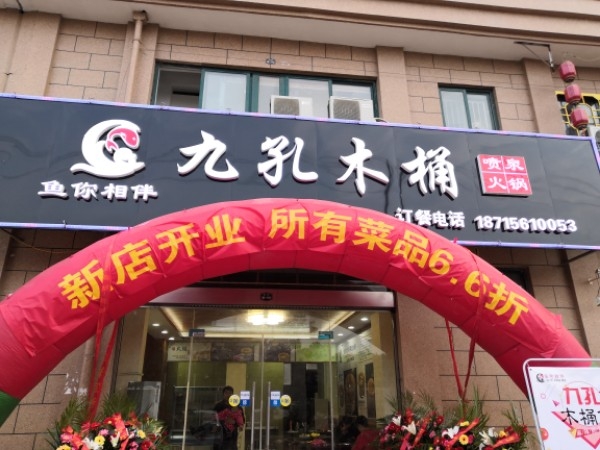 九孔木桶
喷泉
火锅
鱼你相伴
订餐电话 18715610053
新店开业 所有菜品6.6折
九孔
木桶